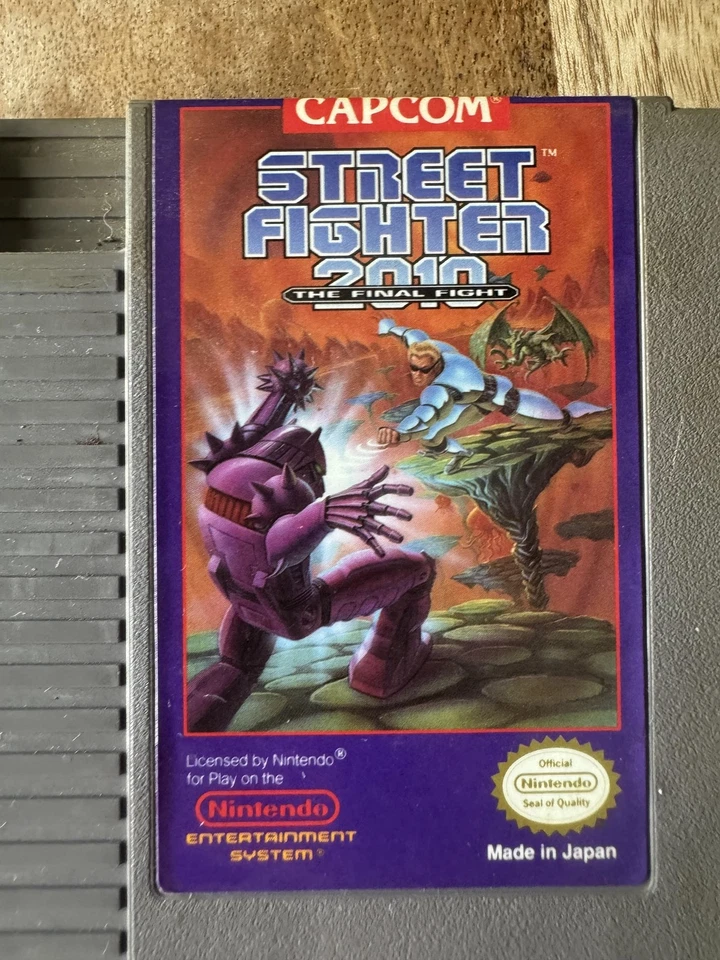 CAPCOM®
STREET™
FIGHTER
2010
THE FINAL FIGHT
Licensed by Nintendo®
for Play on the
Nintendo
ENTERTAINMENT
SYSTEM®
Official
Nintendo
Seal of Quality
Made in Japan